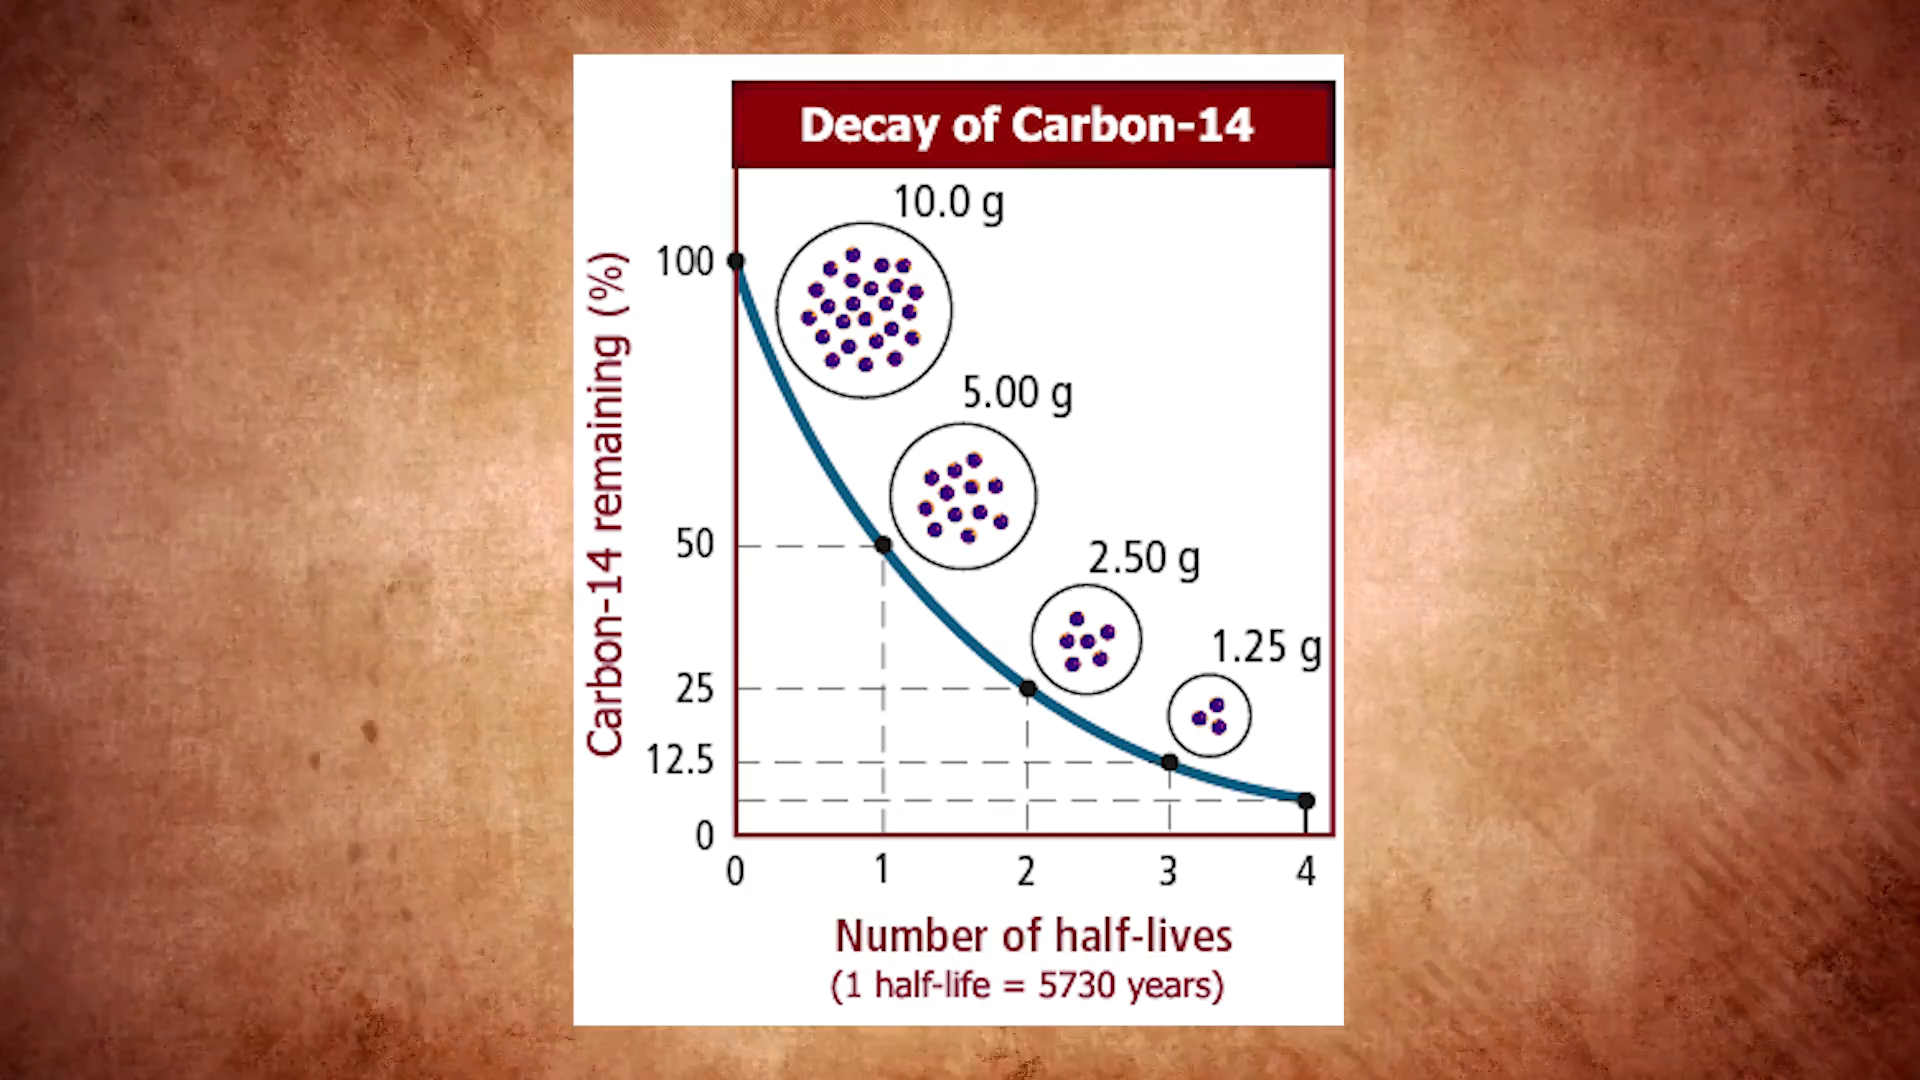 Decay of Carbon-14
10.0 g
100
5.00 g
50
2.50 g
1.25 g
25
12.5
0
0 1 2 3 4
Carbon-14 remaining (%)
Number of half-lives
(1 half-life = 5730 years)